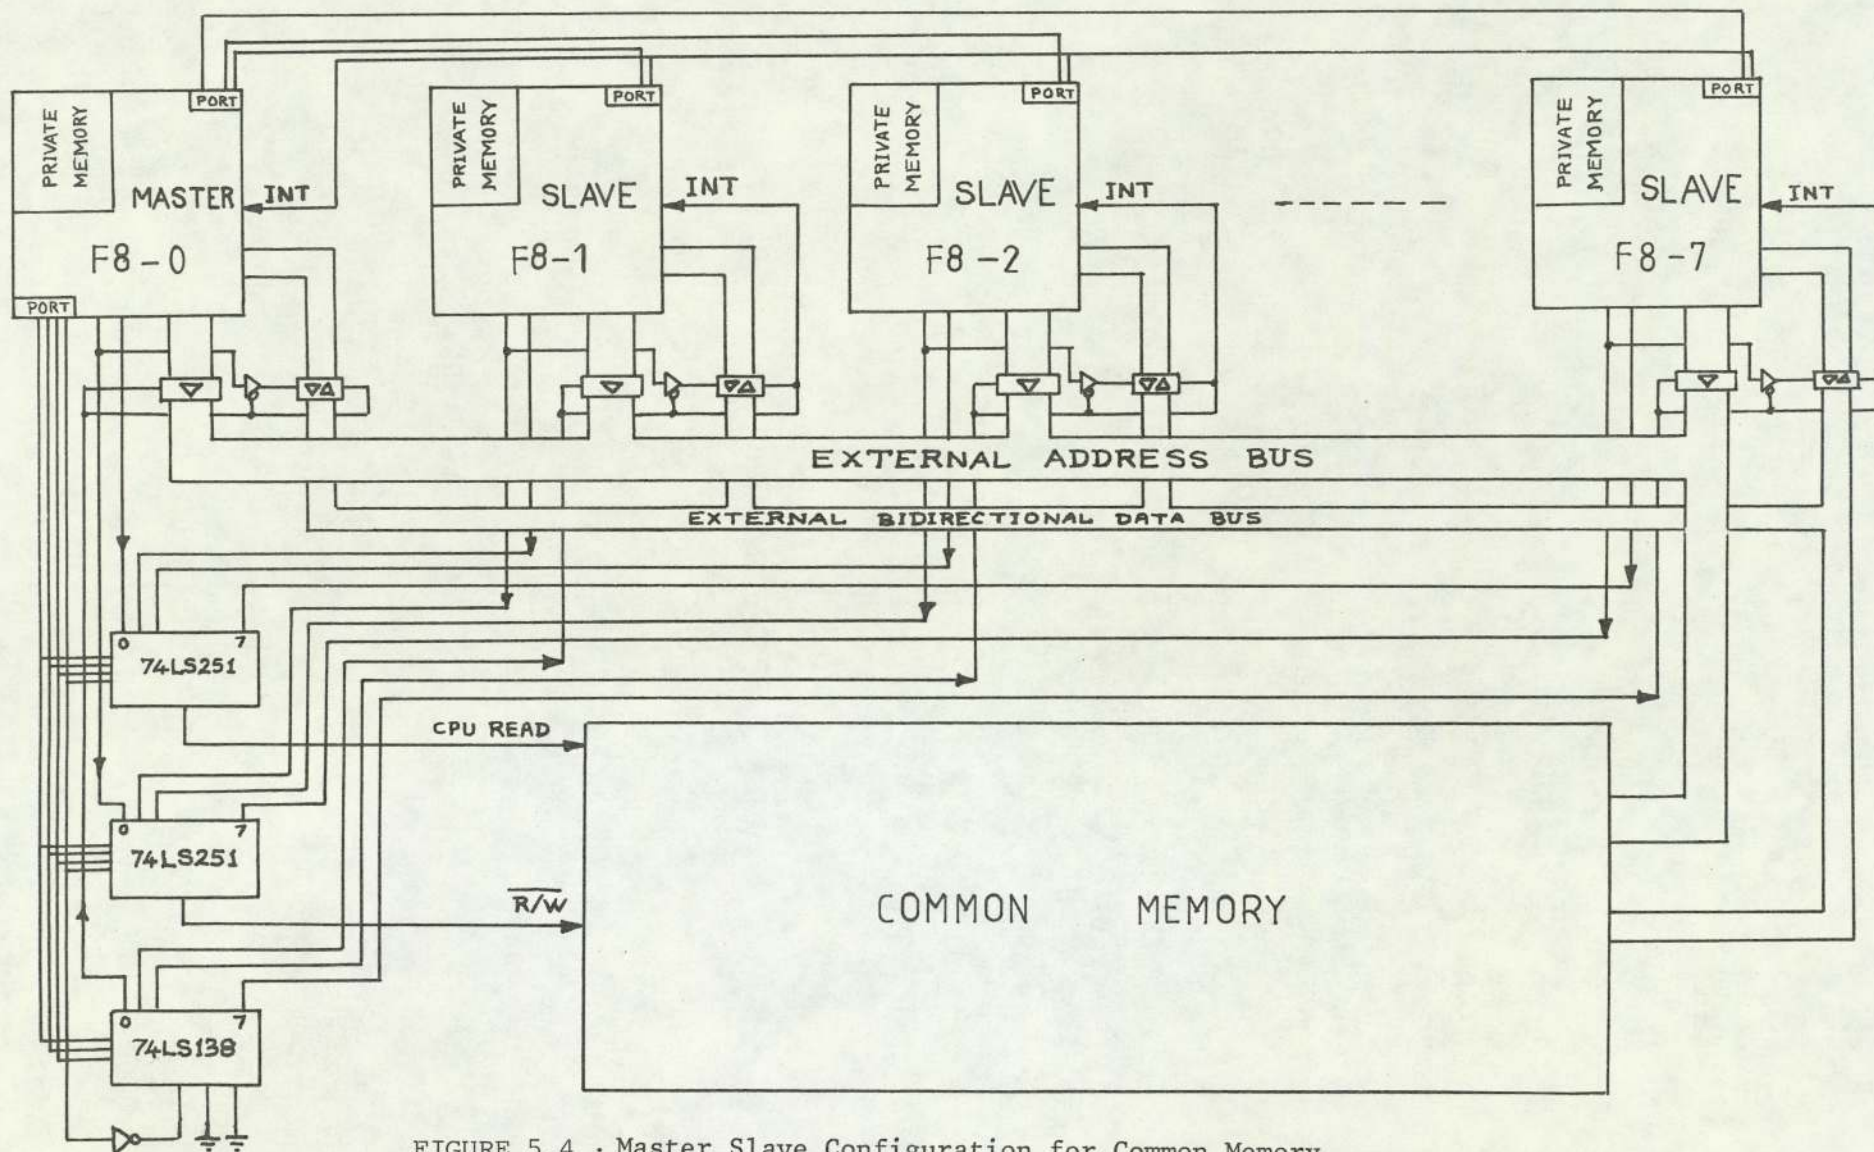 PORT
PORT
PORT
PORT
PRIVATE MEMORY
PRIVATE MEMORY
PRIVATE MEMORY
PRIVATE MEMORY
MASTER
INT
SLAVE
INT
SLAVE
INT
SLAVE
INT
F8-0
F8-1
F8-2
F8-7
PORT
EXTERNAL ADDRESS BUS
EXTERNAL BIDIRECTIONAL DATA BUS
0 7
74LS251
CPU READ
0 7
74LS251
R/W
COMMON MEMORY
0 7
74LS138
FIGURE 5.4 : Master Slave Configuration for Common Memory